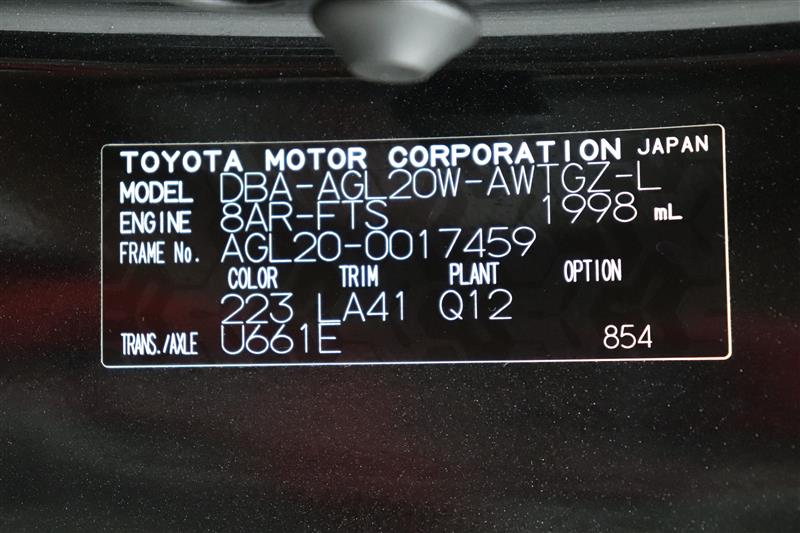 TOYOTA MOTOR CORPORATION JAPAN
MODEL DBA-AGL20W-AWTGZ-L
ENGINE 8AR-FTS 1998 mL
FRAME No. AGL20-0017459
COLOR TRIM PLANT OPTION
223 LA41 Q12
TRANS./AXLE U661E 854